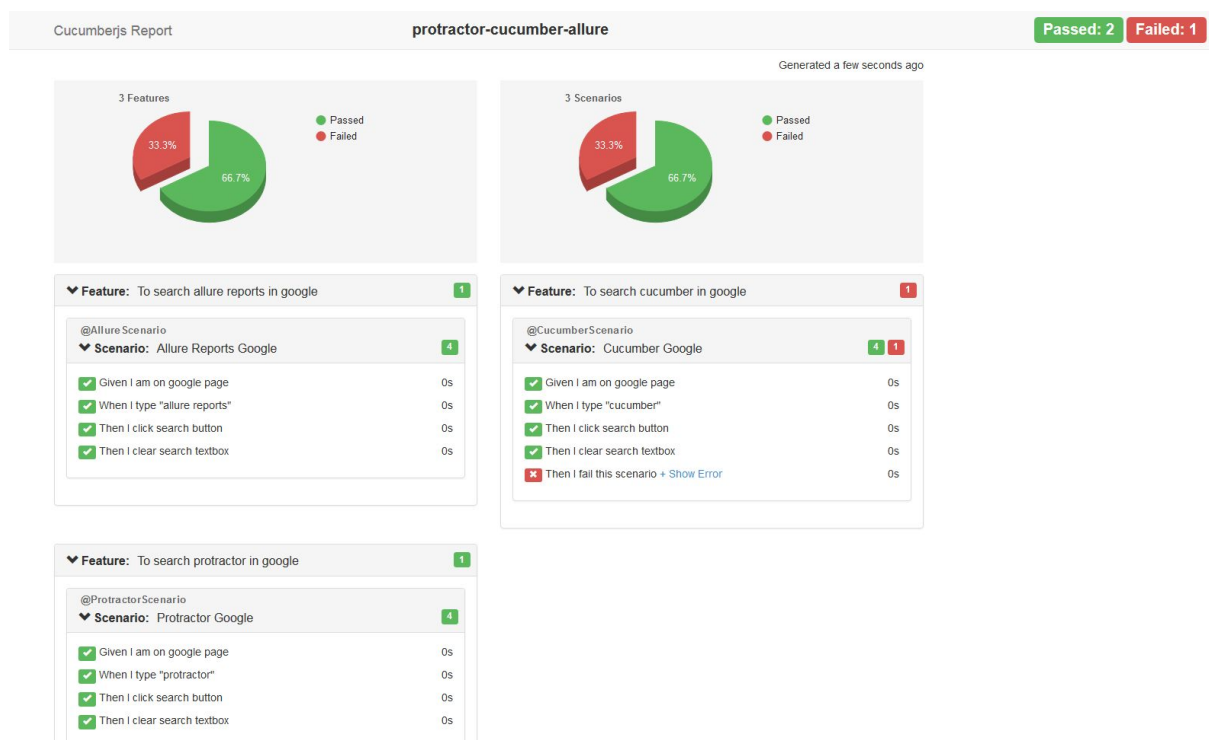 Cucumberjs Report
protractor-cucumber-allure
Passed: 2
Failed: 1
Generated a few seconds ago
3 Features
Passed
Failed
33.3%
66.7%
3 Scenarios
Passed
Failed
33.3%
66.7%
Feature: To search allure reports in google 1
@AllureScenario
Scenario: Allure Reports Google 4
Given I am on google page 0s
When I type "allure reports" 0s
Then I click search button 0s
Then I clear search textbox 0s
Feature: To search cucumber in google 1
@CucumberScenario
Scenario: Cucumber Google 4 1
Given I am on google page 0s
When I type "cucumber" 0s
Then I click search button 0s
Then I clear search textbox 0s
Then I fail this scenario + Show Error 0s
Feature: To search protractor in google 1
@ProtractorScenario
Scenario: Protractor Google 4
Given I am on google page 0s
When I type "protractor" 0s
Then I click search button 0s
Then I clear search textbox 0s